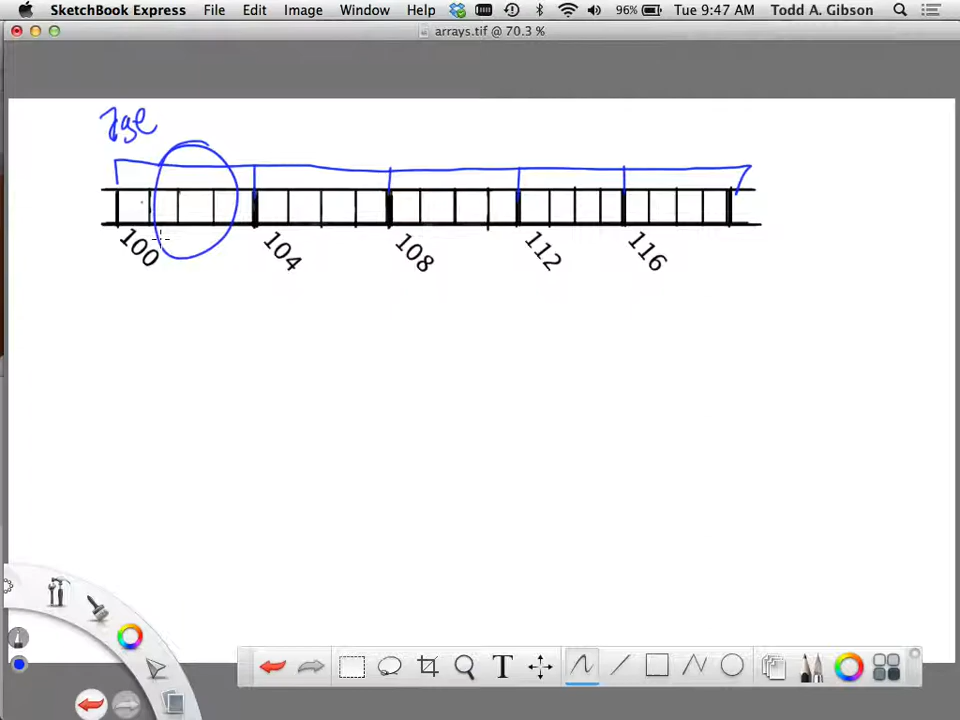 SketchBook Express File Edit Image Window Help 96% Tue 9:47 AM Todd A. Gibson
arrays.tif @ 70.3 %
Age
100 104 108 112 116
T